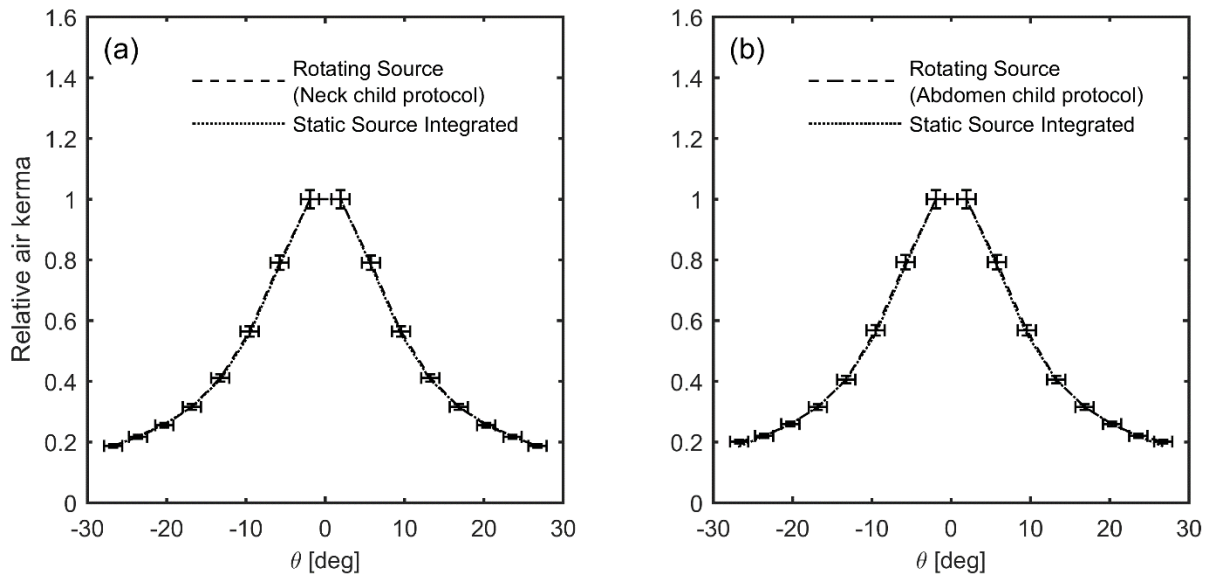 (a)
Rotating Source
(Neck child protocol)
Static Source Integrated
Relative air kerma
1.6
1.4
1.2
1
0.8
0.6
0.4
0.2
0
-30
-20
-10
0
10
20
30
θ [deg]
(b)
Rotating Source
(Abdomen child protocol)
Static Source Integrated
1.6
1.4
1.2
1
0.8
0.6
0.4
0.2
0
-30
-20
-10
0
10
20
30
θ [deg]